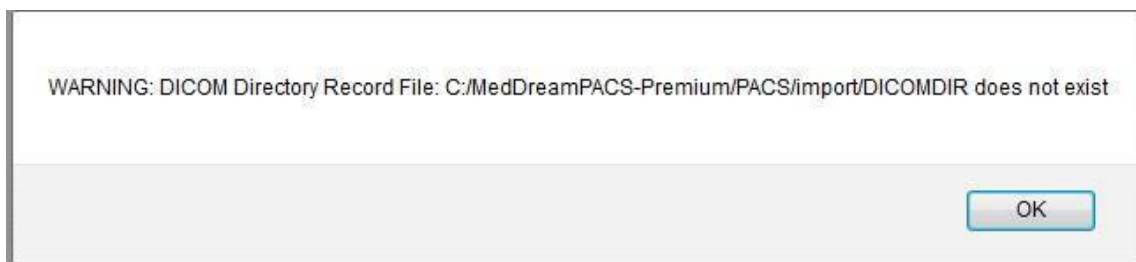 WARNING: DICOM Directory Record File: C:/MedDreamPACS-Premium/PACS/import/DICOMDIR does not exist
OK